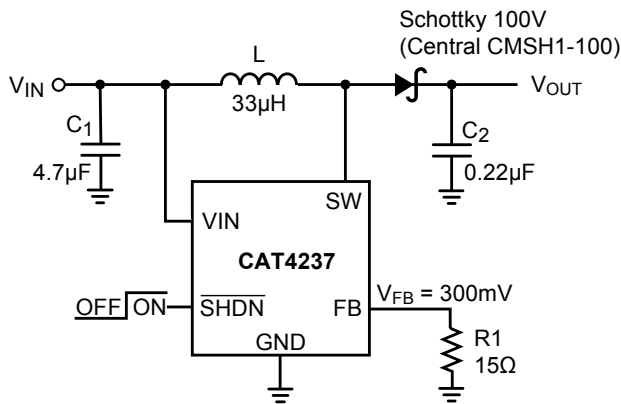 Schottky 100V
(Central CMSH1-100)
L
VIN
VOUT
33µH
C1
4.7µF
C2
0.22µF
SW
VIN
CAT4237
OFF ON
SHDN
FB
VFB = 300mV
GND
R1
15Ω